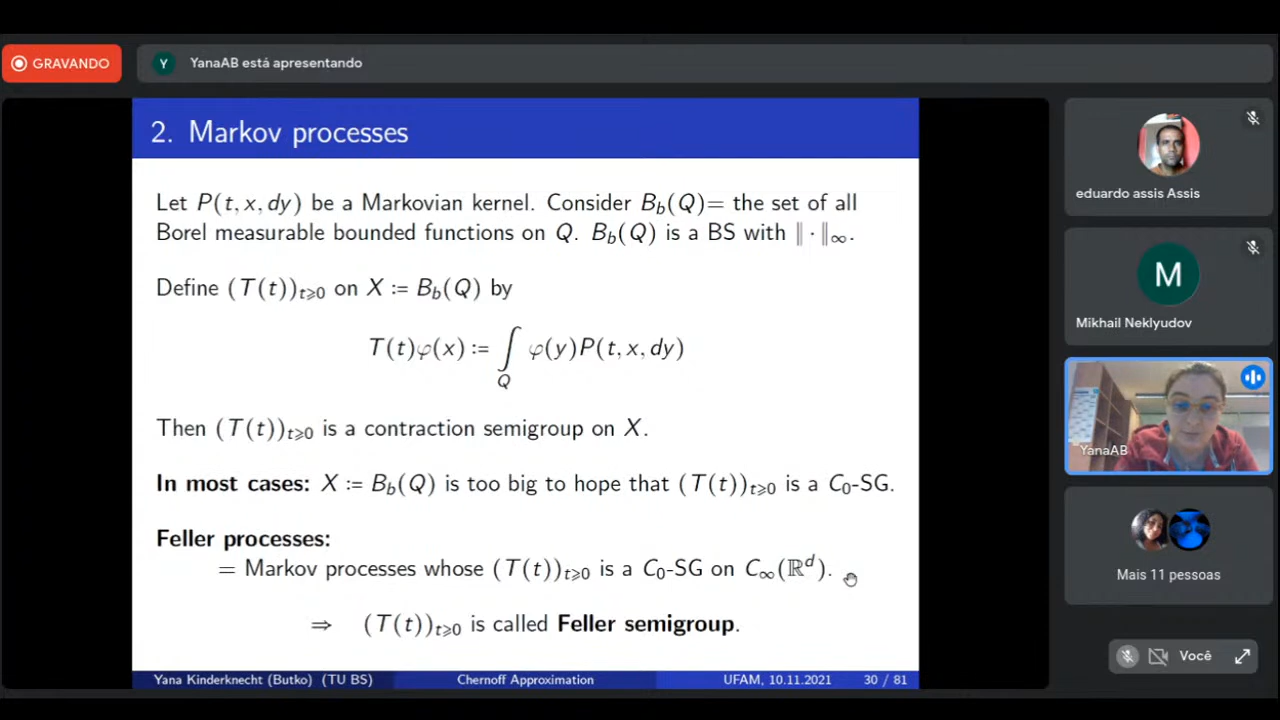 GRAVANDO
Y YanaAB está apresentando
2. Markov processes
Let P(t, x, dy) be a Markovian kernel. Consider B_b(Q)= the set of all
Borel measurable bounded functions on Q. B_b(Q) is a BS with ‖ · ‖_∞.
Define (T(t))_{t⩾0} on X := B_b(Q) by
T(t)φ(x) := ∫_Q φ(y)P(t, x, dy)
Then (T(t))_{t⩾0} is a contraction semigroup on X.
In most cases: X := B_b(Q) is too big to hope that (T(t))_{t⩾0} is a C_0-SG.
Feller processes:
= Markov processes whose (T(t))_{t⩾0} is a C_0-SG on C_∞(ℝ^d).
⇒ (T(t))_{t⩾0} is called Feller semigroup.
Yana Kinderknecht (Butko) (TU BS) Chernoff Approximation UFAM, 10.11.2021 30 / 81
eduardo assis Assis
M
Mikhail Neklyudov
YanaAB
Mais 11 pessoas
Você